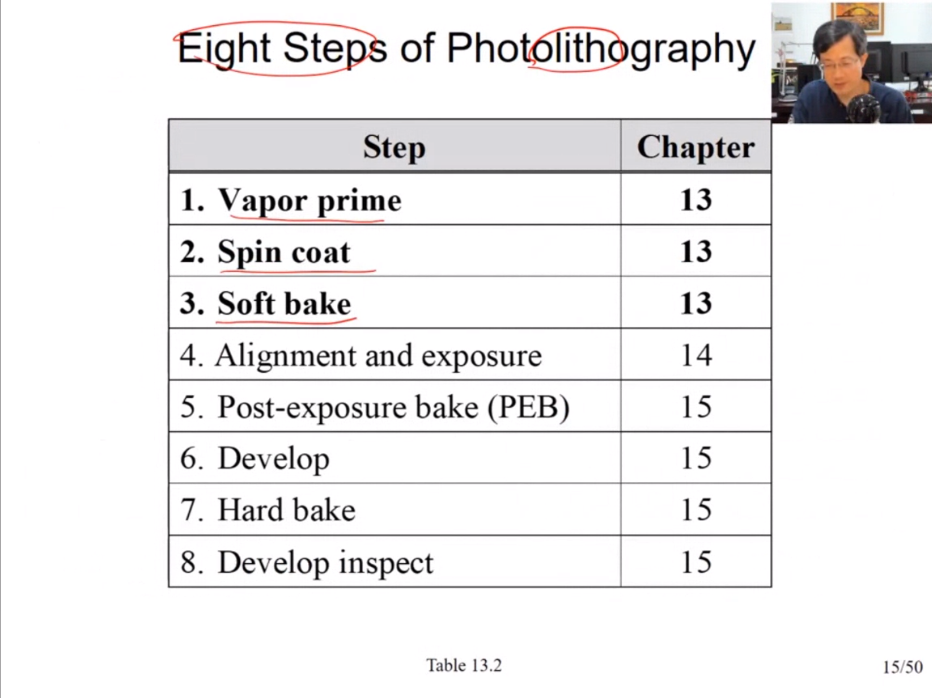 Eight Steps of Photolithography
Step Chapter
1. Vapor prime 13
2. Spin coat 13
3. Soft bake 13
4. Alignment and exposure 14
5. Post-exposure bake (PEB) 15
6. Develop 15
7. Hard bake 15
8. Develop inspect 15
Table 13.2
15/50